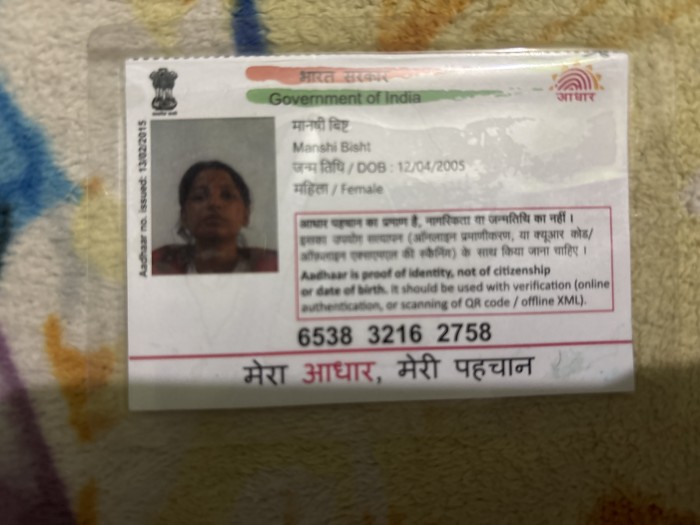 भारत सरकार
Government of India
आधार
Aadhaar no. issued: 13/02/2015
मानषी बिष्ट
Manshi Bisht
जन्म तिथि / DOB : 12/04/2005
महिला / Female
आधार पहचान का प्रमाण है, नागरिकता या जन्मतिथि का नहीं ।
इसका उपयोग सत्यापन (ऑनलाइन प्रमाणीकरण, या क्यूआर कोड/
ऑफलाइन एक्सएमएल की स्कैनिंग) के साथ किया जाना चाहिए ।
Aadhaar is proof of identity, not of citizenship
or date of birth. It should be used with verification (online
authentication, or scanning of QR code / offline XML).
6538 3216 2758
मेरा आधार, मेरी पहचान